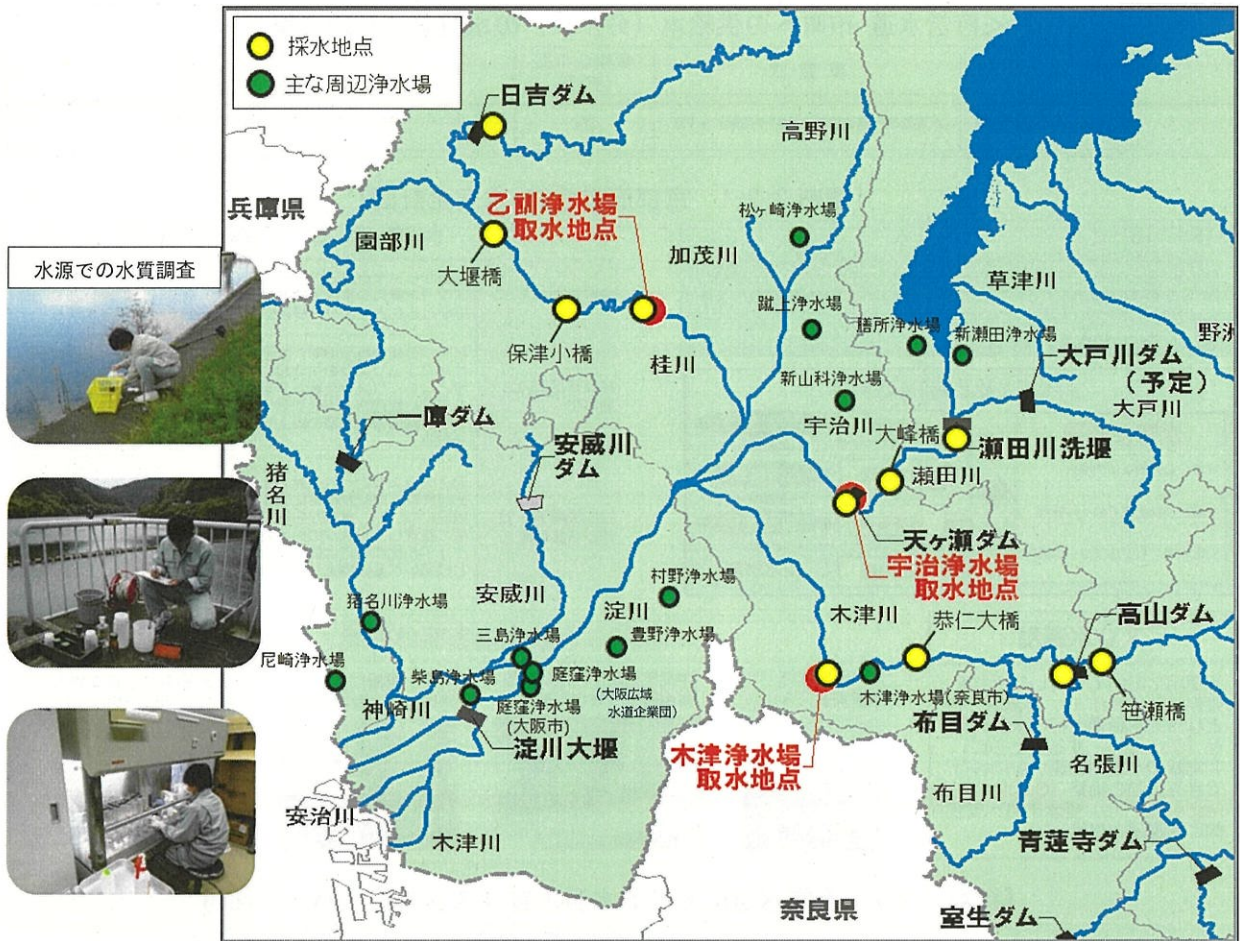 採水地点
主な周辺浄水場
日吉ダム
高野川
兵庫県
乙訓浄水場
取水地点
松ヶ崎浄水場
園部川
加茂川
水源での水質調査
大堰橋
草津川
蹴上浄水場
膳所浄水場
新瀬田浄水場
野洲
保津小橋
桂川
大戸川ダム
（予定）
新山科浄水場
大戸川
宇治川
大峰橋
瀬田川洗堰
安威川
ダム
猪名川
瀬田川
天ヶ瀬ダム
宇治浄水場
取水地点
村野浄水場
安威川
淀川
木津川
恭仁大橋
高山ダム
猪名川浄水場
三島浄水場
豊野浄水場
尼崎浄水場
柴島浄水場
庭窪浄水場
(大阪広域
水道企業団)
木津浄水場(奈良市)
神崎川
庭窪浄水場
(大阪市)
笹瀬橋
布目ダム
淀川大堰
木津浄水場
取水地点
名張川
布目川
安治川
木津川
青蓮寺ダム
奈良県
室生ダム